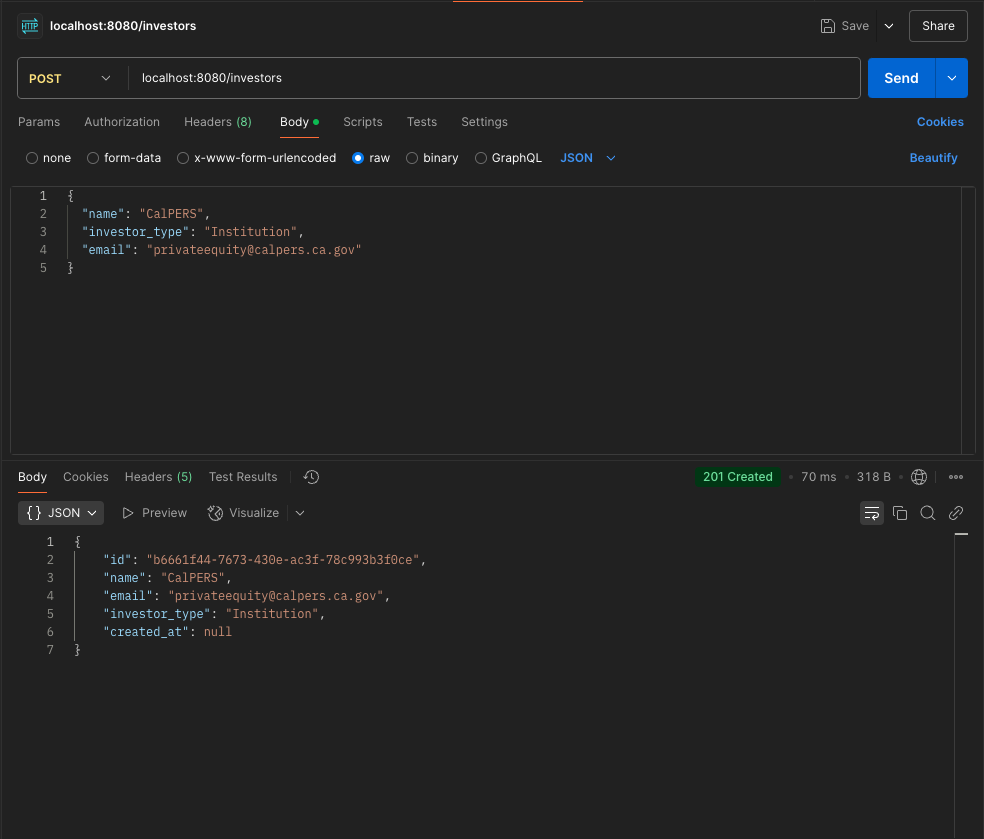 HTTP localhost:8080/investors Save Share
POST localhost:8080/investors Send
Params Authorization Headers (8) Body Scripts Tests Settings Cookies
none form-data x-www-form-urlencoded raw binary GraphQL JSON Beautify
1 {
2 "name": "CalPERS",
3 "investor_type": "Institution",
4 "email": "privateequity@calpers.ca.gov"
5 }
Body Cookies Headers (5) Test Results 201 Created • 70 ms • 318 B •
{} JSON Preview Visualize
1 {
2 "id": "b6661f44-7673-430e-ac3f-78c993b3f0ce",
3 "name": "CalPERS",
4 "email": "privateequity@calpers.ca.gov",
5 "investor_type": "Institution",
6 "created_at": null
7 }